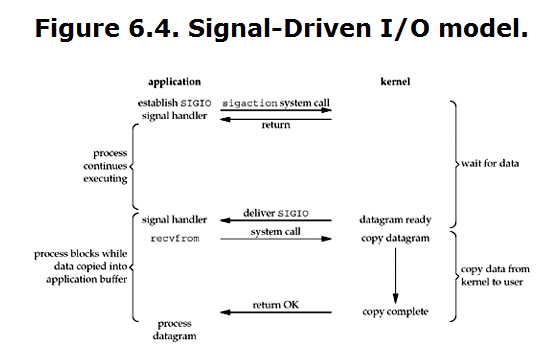 Figure 6.4. Signal-Driven I/O model.
application
kernel
establish SIGIO
sigaction system call
signal handler
return
process
continues
executing
wait for data
deliver SIGIO
signal handler
datagram ready
recvfrom
system call
copy datagram
process blocks while
data copied into
application buffer
copy data from
kernel to user
return OK
copy complete
process
datagram